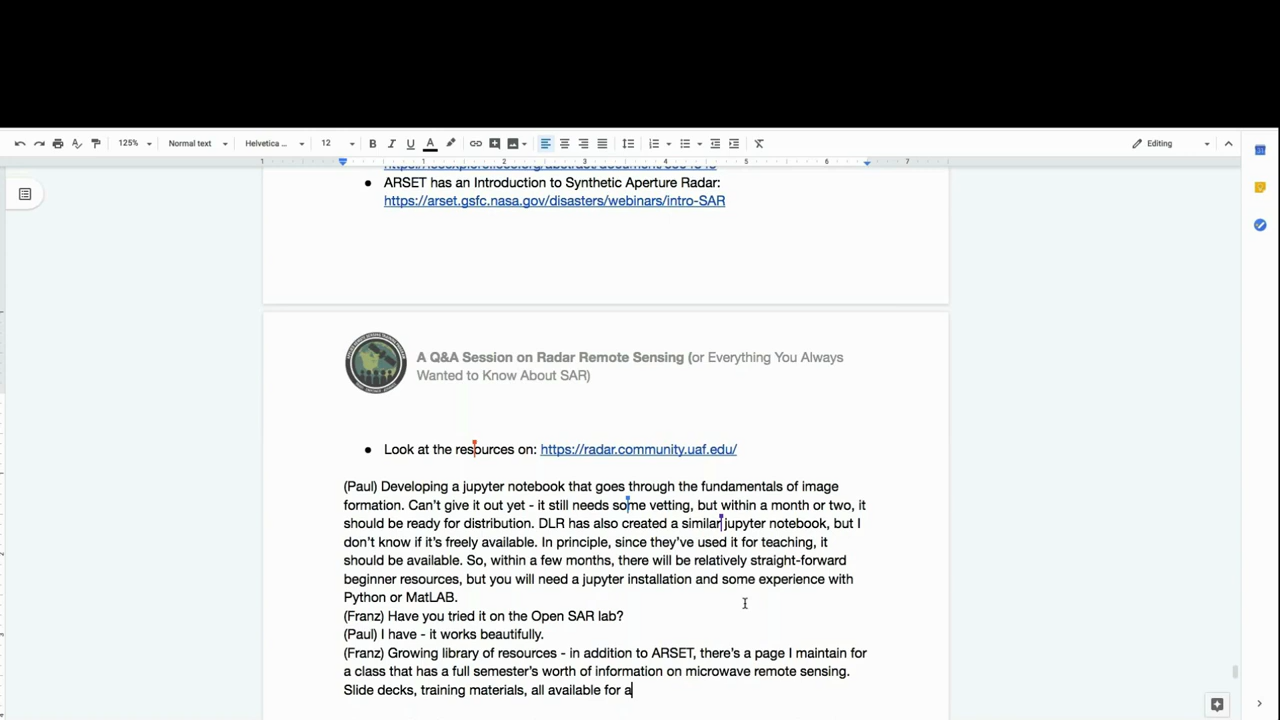 125%
Normal text
Helvetica ...
12
Editing
1 1 2 3 4 5 6 7
● ARSET has an Introduction to Synthetic Aperture Radar:
https://arset.gsfc.nasa.gov/disasters/webinars/intro-SAR
A Q&A Session on Radar Remote Sensing (or Everything You Always
Wanted to Know About SAR)
● Look at the resources on: https://radar.community.uaf.edu/
(Paul) Developing a jupyter notebook that goes through the fundamentals of image
formation. Can't give it out yet - it still needs some vetting, but within a month or two, it
should be ready for distribution. DLR has also created a similar jupyter notebook, but I
don't know if it's freely available. In principle, since they've used it for teaching, it
should be available. So, within a few months, there will be relatively straight-forward
beginner resources, but you will need a jupyter installation and some experience with
Python or MatLAB.
(Franz) Have you tried it on the Open SAR lab?
(Paul) I have - it works beautifully.
(Franz) Growing library of resources - in addition to ARSET, there's a page I maintain for
a class that has a full semester's worth of information on microwave remote sensing.
Slide decks, training materials, all available for a